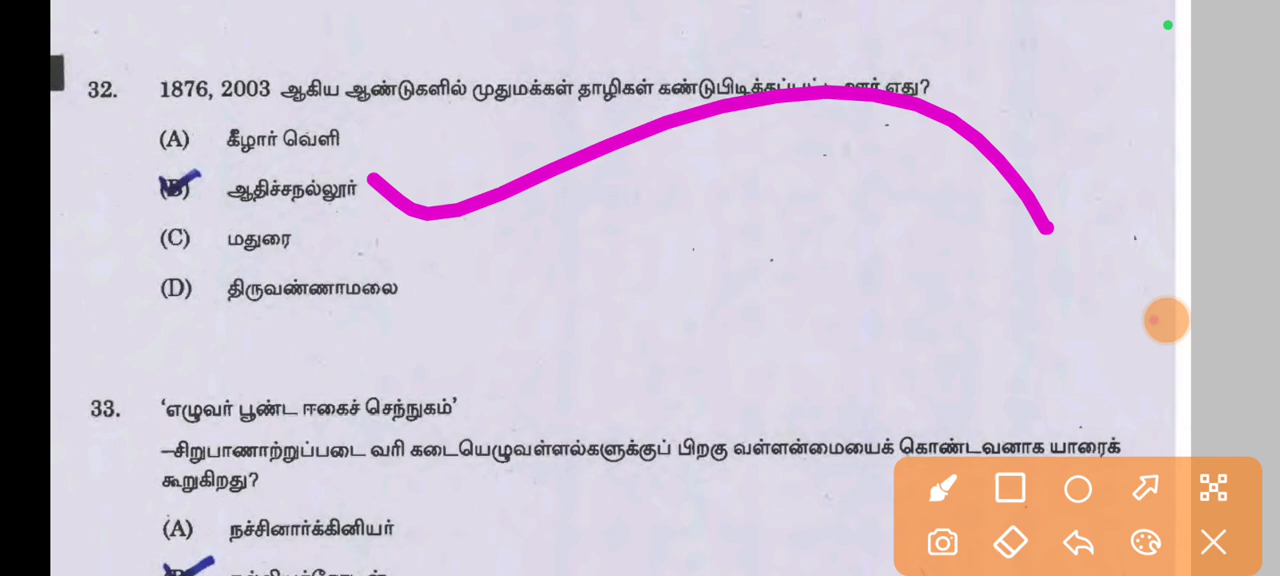 32. 1876, 2003 ஆகிய ஆண்டுகளில் முதுமக்கள் தாழிகள் கண்டுபிடிக்கப்பட்ட ஊர் எது?
(A) கீழார் வெளி
(B) ஆதிச்சநல்லூர்
(C) மதுரை
(D) திருவண்ணாமலை
33. ‘எழுவர் பூண்ட ஈகைச் செந்நுகம்’
–சிறுபாணாற்றுப்படை வரி கடையெழுவள்ளல்களுக்குப் பிறகு வள்ளன்மையைக் கொண்டவனாக யாரைக்
கூறுகிறது?
(A) நச்சினார்க்கினியர்